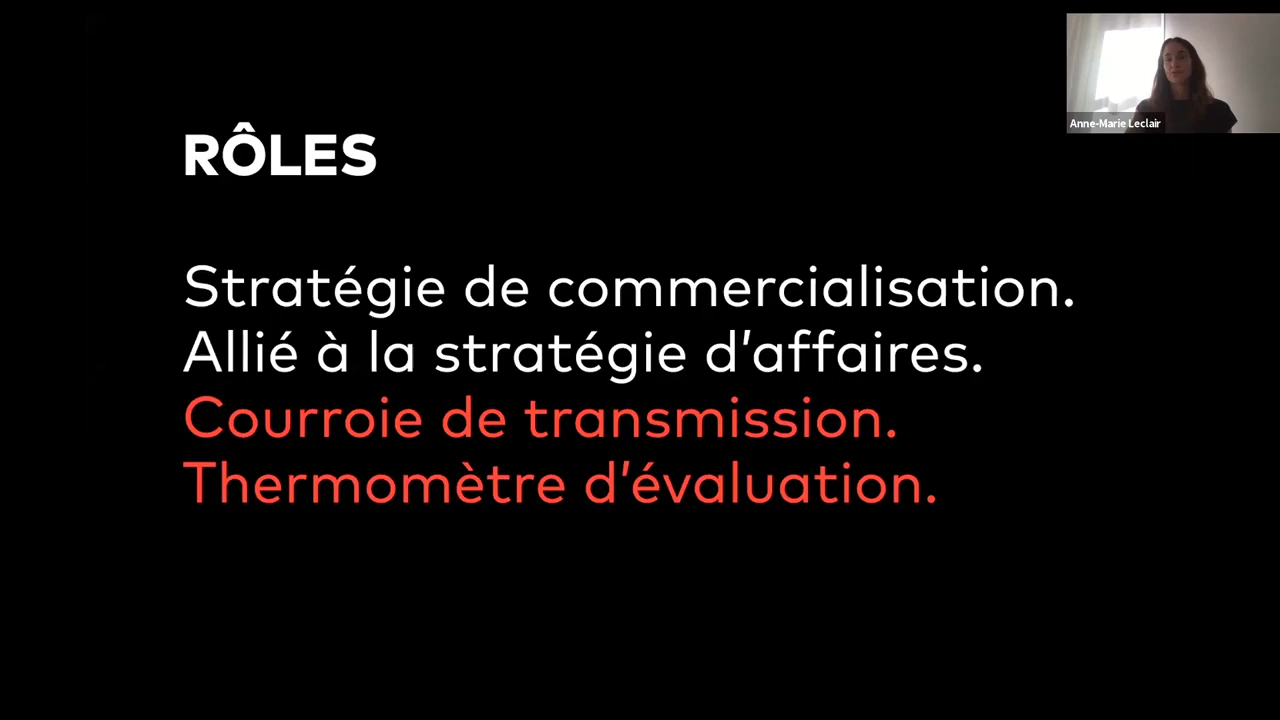 RÔLES
Stratégie de commercialisation.
Allié à la stratégie d’affaires.
Courroie de transmission.
Thermomètre d’évaluation.
Anne-Marie Leclair